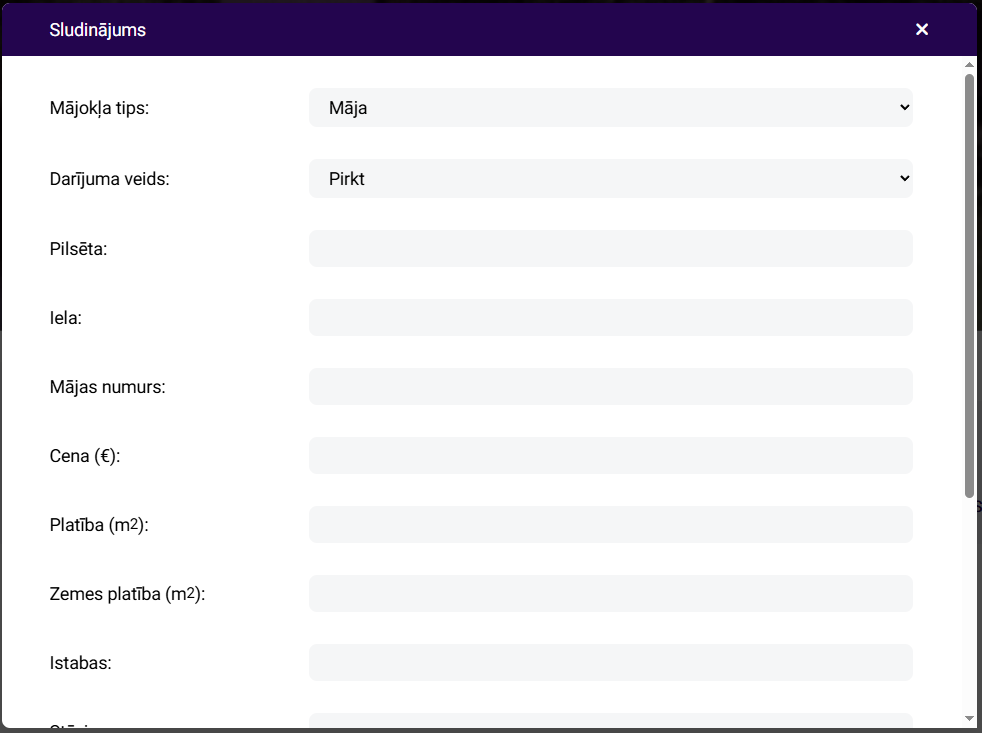 Sludinājums
Mājokļa tips:
Māja
Darījuma veids:
Pirkt
Pilsēta:
Iela:
Mājas numurs:
Cena (€):
Platība (m2):
Zemes platība (m2):
Istabas: